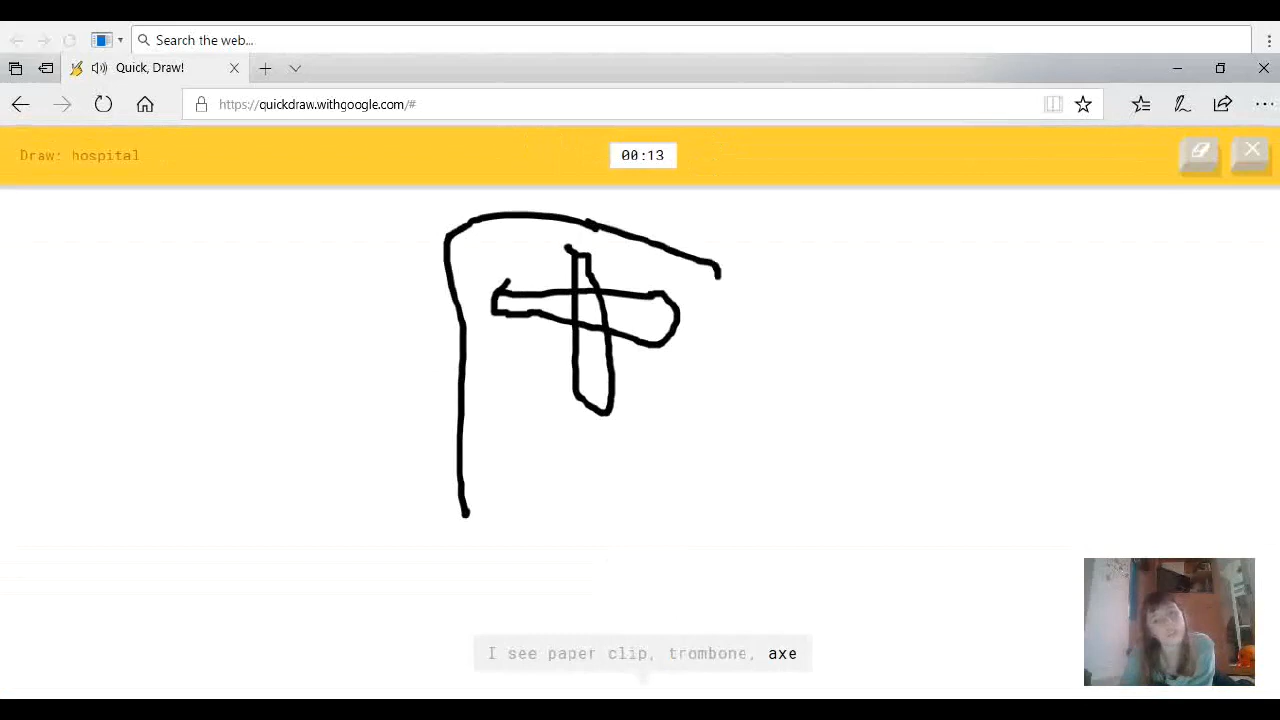 Search the web...
Quick, Draw!
https://quickdraw.withgoogle.com/#
Draw: hospital
00:13
I see paper clip, trombone, axe